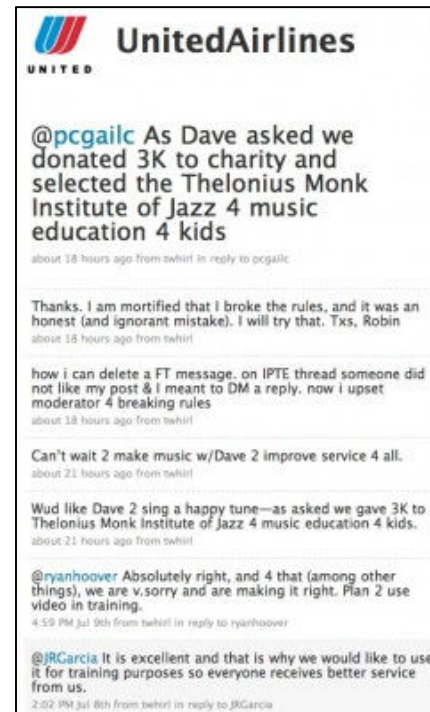 UnitedAirlines
UNITED
@pcgailc As Dave asked we
donated 3K to charity and
selected the Thelonius Monk
Institute of Jazz 4 music
education 4 kids
about 18 hours ago from twhirl in reply to pcgailc
Thanks. I am mortified that I broke the rules, and it was an
honest (and ignorant mistake). I will try that. Txs, Robin
about 18 hours ago from twhirl
how i can delete a FT message. on IPTE thread someone did
not like my post & I meant to DM a reply. now i upset
moderator 4 breaking rules
about 18 hours ago from twhirl
Can't wait 2 make music w/Dave 2 improve service 4 all.
about 21 hours ago from twhirl
Wud like Dave 2 sing a happy tune—as asked we gave 3K to
Thelonius Monk Institute of Jazz 4 music education 4 kids.
about 21 hours ago from twhirl
@ryanhoover Absolutely right, and 4 that (among other
things), we are v.sorry and are making it right. Plan 2 use
video in training.
4:59 PM Jul 9th from twhirl in reply to ryanhoover
@JRGarcia It is excellent and that is why we would like to use
it for training purposes so everyone receives better service
from us.
2:02 PM Jul 8th from twhirl in reply to JRGarcia